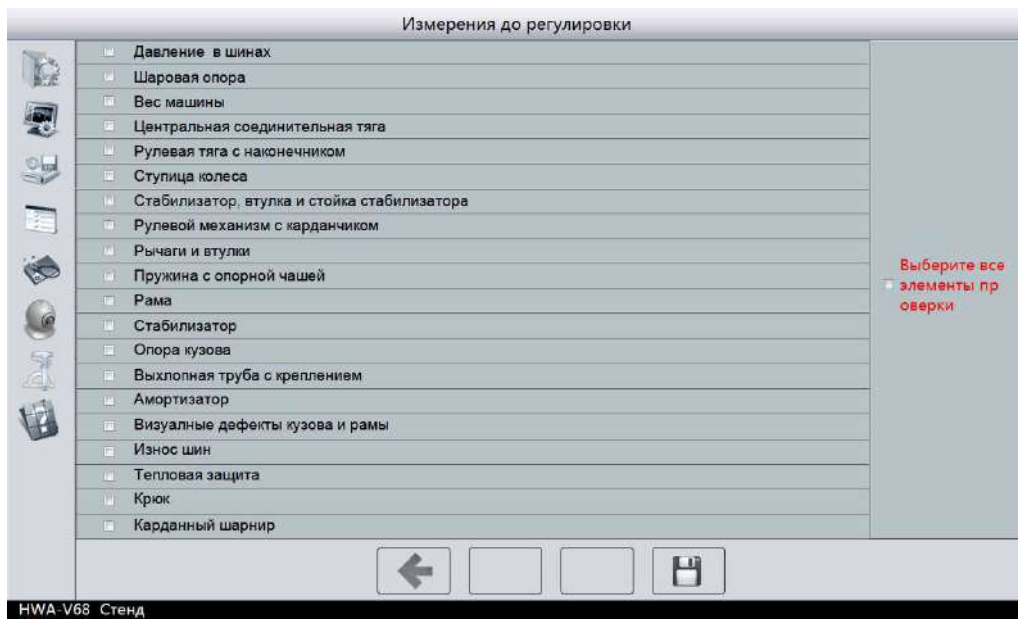 Измерения до регулировки
Давление в шинах
Шаровая опора
Вес машины
Центральная соединительная тяга
Рулевая тяга с наконечником
Ступица колеса
Стабилизатор, втулка и стойка стабилизатора
Рулевой механизм с карданчиком
Рычаги и втулки
Пружина с опорной чашей
Рама
Стабилизатор
Опора кузова
Выхлопная труба с креплением
Амортизатор
Визуалные дефекты кузова и рамы
Износ шин
Тепловая защита
Крюк
Карданный шарнир
Выберите все
элементы пр
оверки
HWA-V68 Стенд